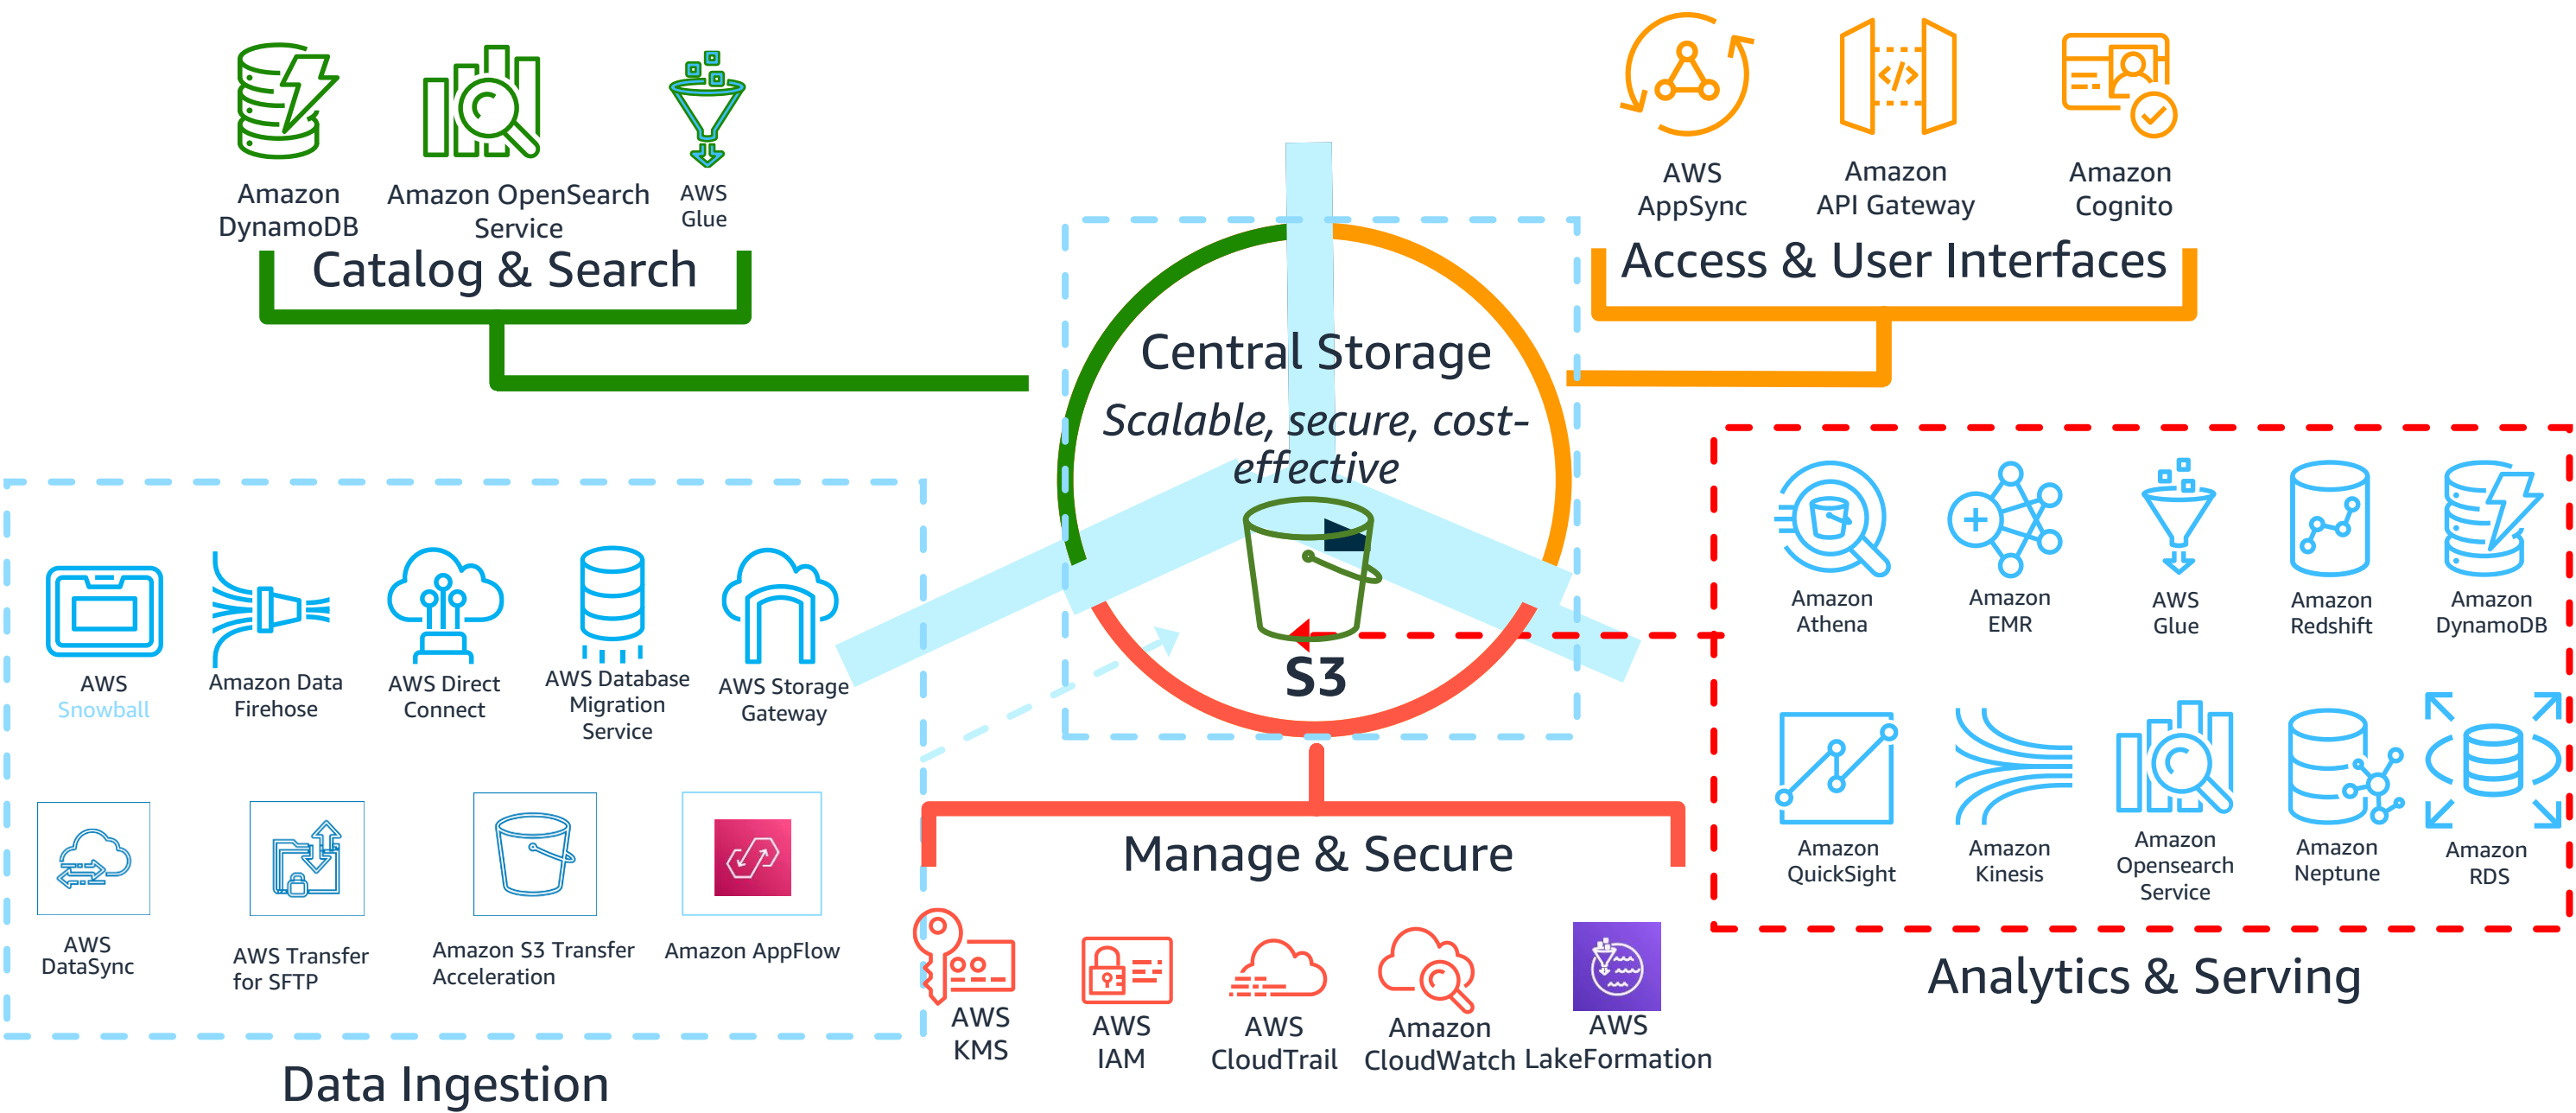 Amazon
DynamoDB
Amazon OpenSearch
Service
AWS
Glue
Catalog & Search
AWS
AppSync
Amazon
API Gateway
Amazon
Cognito
Access & User Interfaces
Central Storage
Scalable, secure, cost-
effective
S3
AWS
Snowball
Amazon Data
Firehose
AWS Direct
Connect
AWS Database
Migration
Service
AWS Storage
Gateway
AWS
DataSync
AWS Transfer
for SFTP
Amazon S3 Transfer
Acceleration
Amazon AppFlow
Data Ingestion
Manage & Secure
AWS
KMS
AWS
IAM
AWS
CloudTrail
Amazon
CloudWatch
AWS
LakeFormation
Amazon
Athena
Amazon
EMR
AWS
Glue
Amazon
Redshift
Amazon
DynamoDB
Amazon
QuickSight
Amazon
Kinesis
Amazon
Opensearch
Service
Amazon
Neptune
Amazon
RDS
Analytics & Serving